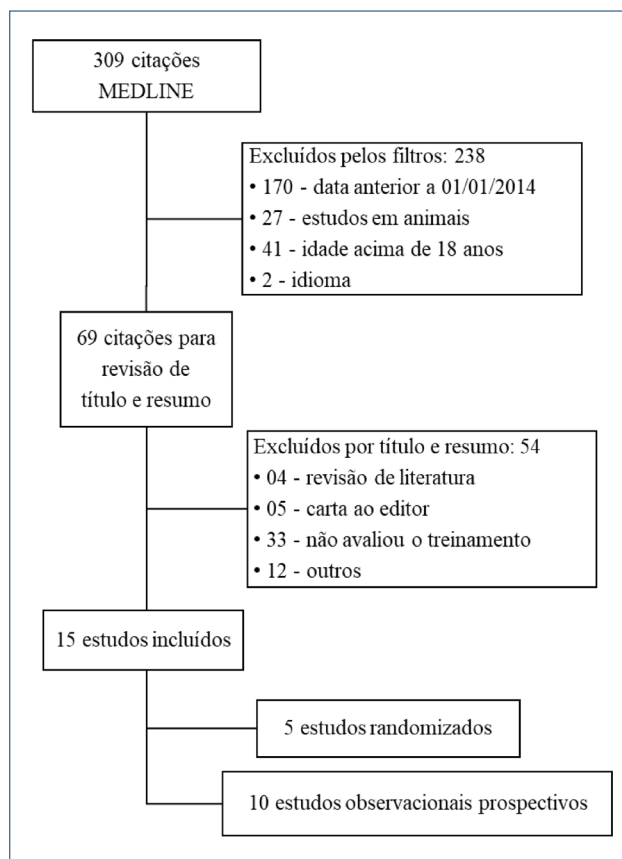 309 citações
MEDLINE
Excluídos pelos filtros: 238
• 170 - data anterior a 01/01/2014
• 27 - estudos em animais
• 41 - idade acima de 18 anos
• 2 - idioma
69 citações para
revisão de
título e resumo
Excluídos por título e resumo: 54
• 04 - revisão de literatura
• 05 - carta ao editor
• 33 - não avaliou o treinamento
• 12 - outros
15 estudos incluídos
5 estudos randomizados
10 estudos observacionais prospectivos